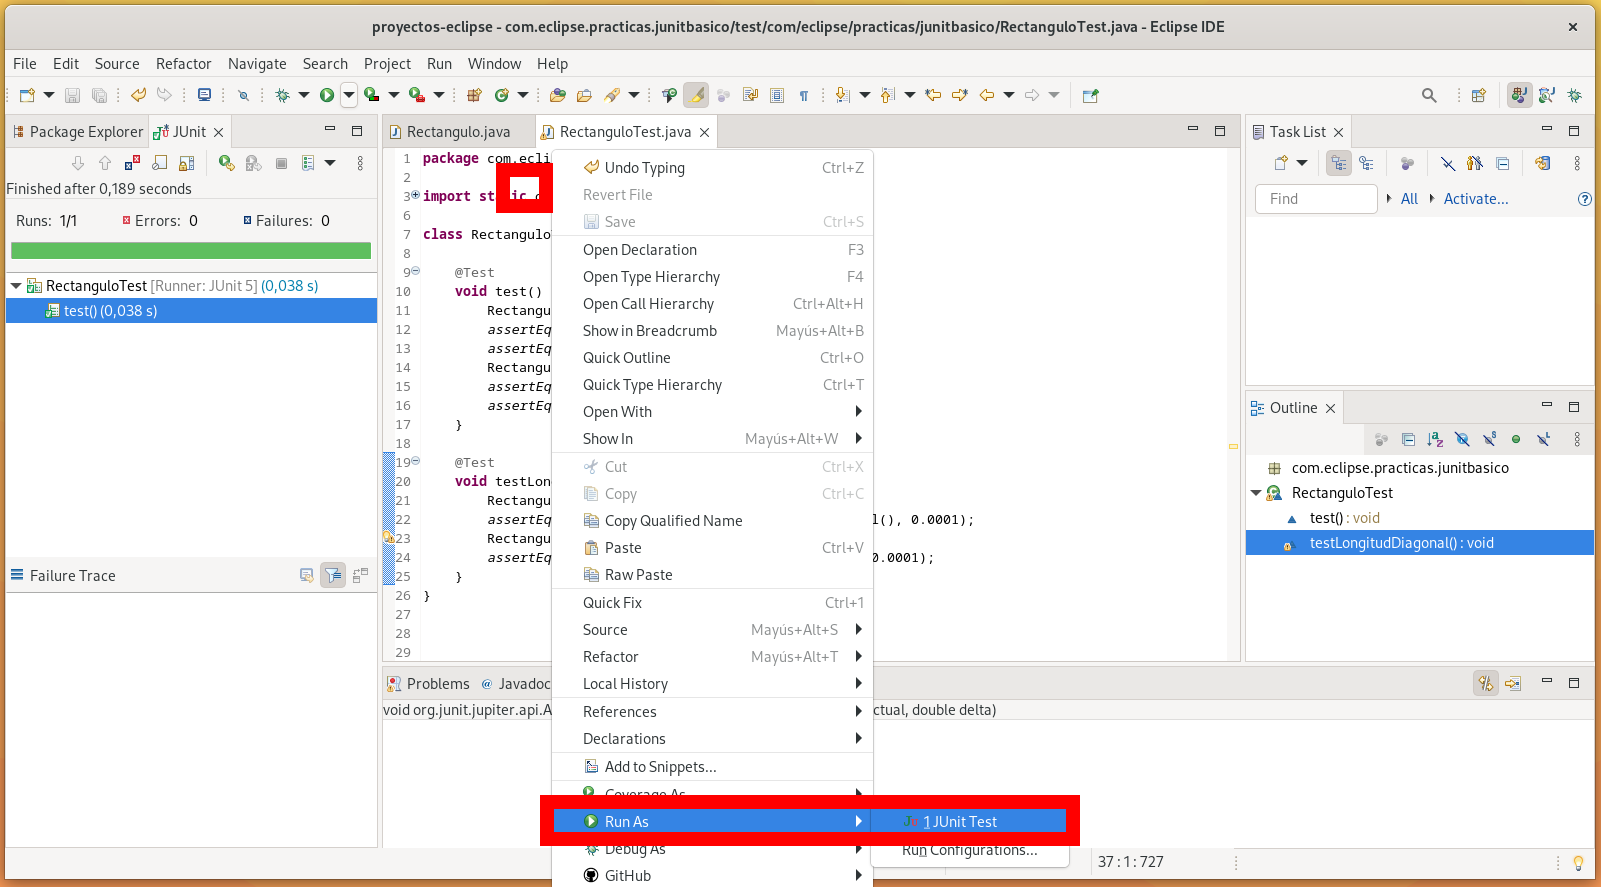 proyectos-eclipse - com.eclipse.practicas.junitbasico/test/com/eclipse/practicas/junitbasico/RectanguloTest.java - Eclipse IDE
File Edit Source Refactor Navigate Search Project Run Window Help
Package Explorer JUnit
Finished after 0,189 seconds
Runs: 1/1 Errors: 0 Failures: 0
RectanguloTest [Runner: JUnit 5] (0,038 s)
test() (0,038 s)
Failure Trace
Rectangulo.java RectanguloTest.java
1 package com.ecli
2
3 import st
6
7 class Rectangulo
8
9 @Test
10 void test()
11 Rectangu
12 assertEq
13 assertEq
14 Rectangu
15 assertEq
16 assertEq
17 }
18
19 @Test
20 void testLon
21 Rectangu
22 assertEq l(), 0.0001);
23 Rectangu
24 assertEq 0.0001);
25 }
26 }
27
28
29
Undo Typing Ctrl+Z
Revert File
Save Ctrl+S
Open Declaration F3
Open Type Hierarchy F4
Open Call Hierarchy Ctrl+Alt+H
Show in Breadcrumb Mayús+Alt+B
Quick Outline Ctrl+O
Quick Type Hierarchy Ctrl+T
Open With
Show In Mayús+Alt+W
Cut Ctrl+X
Copy Ctrl+C
Copy Qualified Name
Paste Ctrl+V
Raw Paste
Quick Fix Ctrl+1
Source Mayús+Alt+S
Refactor Mayús+Alt+T
Local History
References
Declarations
Add to Snippets...
Coverage As
Run As
Debug As
GitHub
1 JUnit Test
Run Configurations...
Problems @ Javadoc
void org.junit.jupiter.api.A ctual, double delta)
37 : 1 : 727
Task List
Find All Activate...
Outline
com.eclipse.practicas.junitbasico
RectanguloTest
test() : void
testLongitudDiagonal() : void